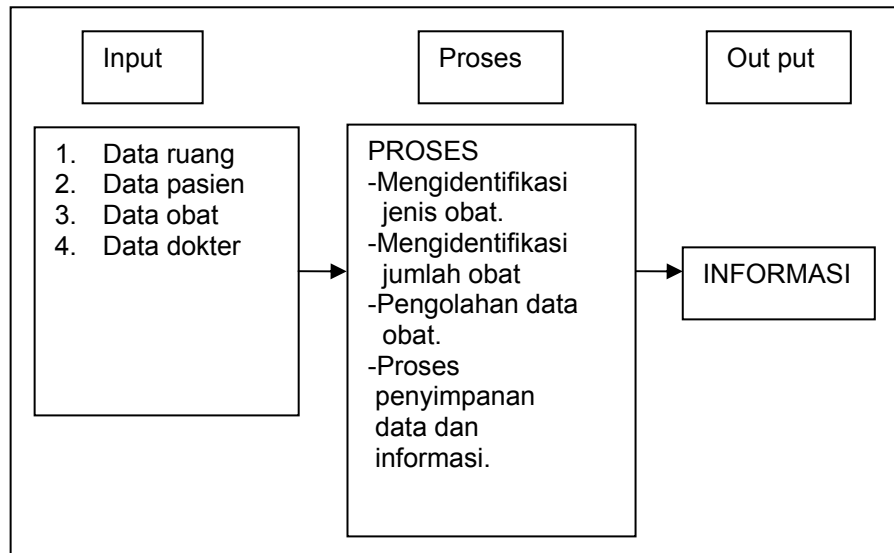 Input
Proses
Out put
1. Data ruang
2. Data pasien
3. Data obat
4. Data dokter
PROSES
-Mengidentifikasi
jenis obat.
-Mengidentifikasi
jumlah obat
-Pengolahan data
obat.
-Proses
penyimpanan
data dan
informasi.
INFORMASI